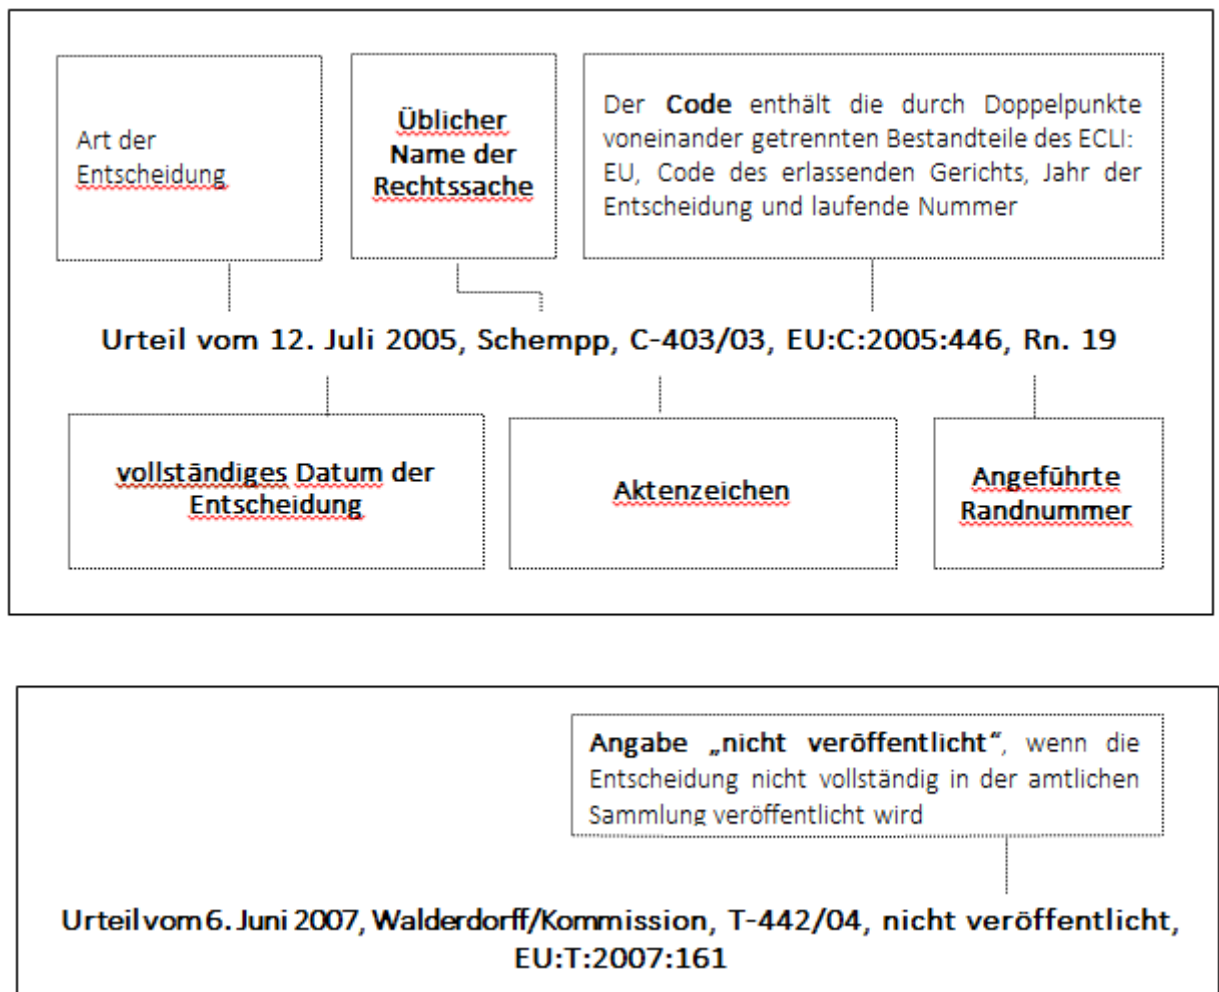 Art der
Entscheidung
Üblicher
Name der
Rechtssache
Der Code enthält die durch Doppelpunkte
voneinander getrennten Bestandteile des ECLI:
EU, Code des erlassenden Gerichts, Jahr der
Entscheidung und laufende Nummer
Urteil vom 12. Juli 2005, Schempp, C-403/03, EU:C:2005:446, Rn. 19
vollständiges Datum der
Entscheidung
Aktenzeichen
Angeführte
Randnummer
Angabe „nicht veröffentlicht“, wenn die
Entscheidung nicht vollständig in der amtlichen
Sammlung veröffentlicht wird
Urteil vom 6. Juni 2007, Walderdorff/Kommission, T-442/04, nicht veröffentlicht,
EU:T:2007:161